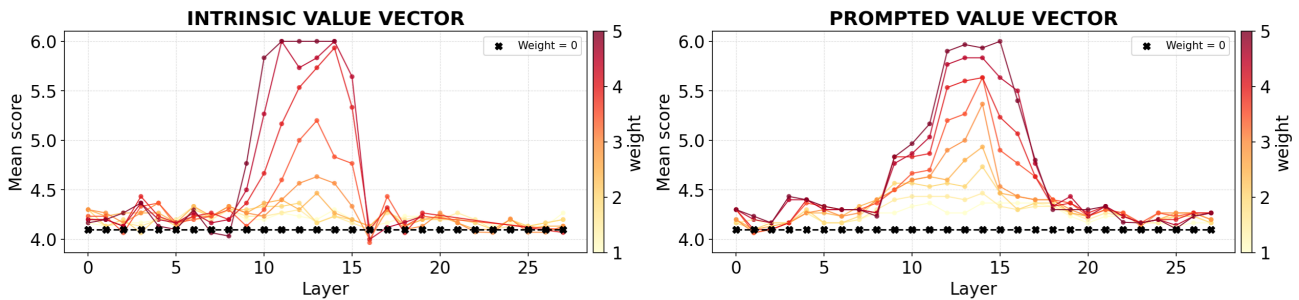 INTRINSIC VALUE VECTOR
6.0
5.5
5.0
4.5
4.0
Mean score
0 5 10 15 20 25
Layer
Weight = 0
5
4
3
2
1
weight
PROMPTED VALUE VECTOR
6.0
5.5
5.0
4.5
4.0
Mean score
0 5 10 15 20 25
Layer
Weight = 0
5
4
3
2
1
weight